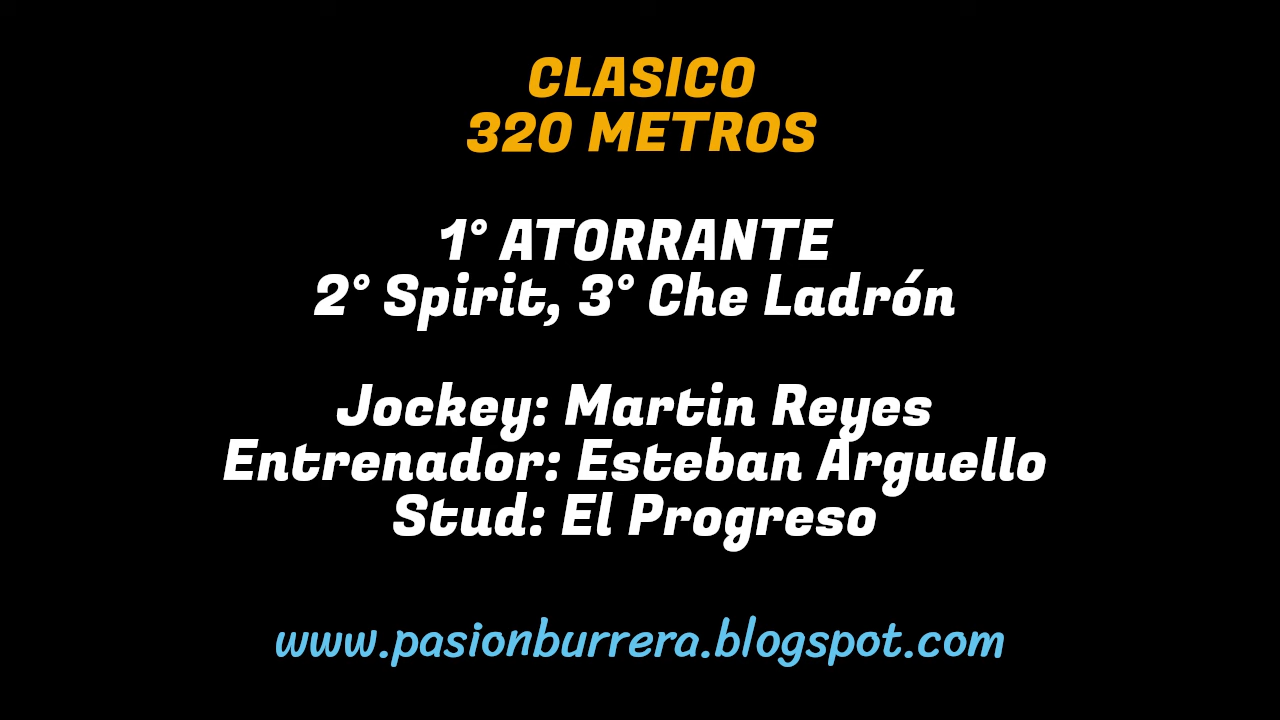 CLASICO
320 METROS
1° ATORRANTE
2° Spirit, 3° Che Ladrón
Jockey: Martin Reyes
Entrenador: Esteban Arguello
Stud: El Progreso
www.pasionburrera.blogspot.com